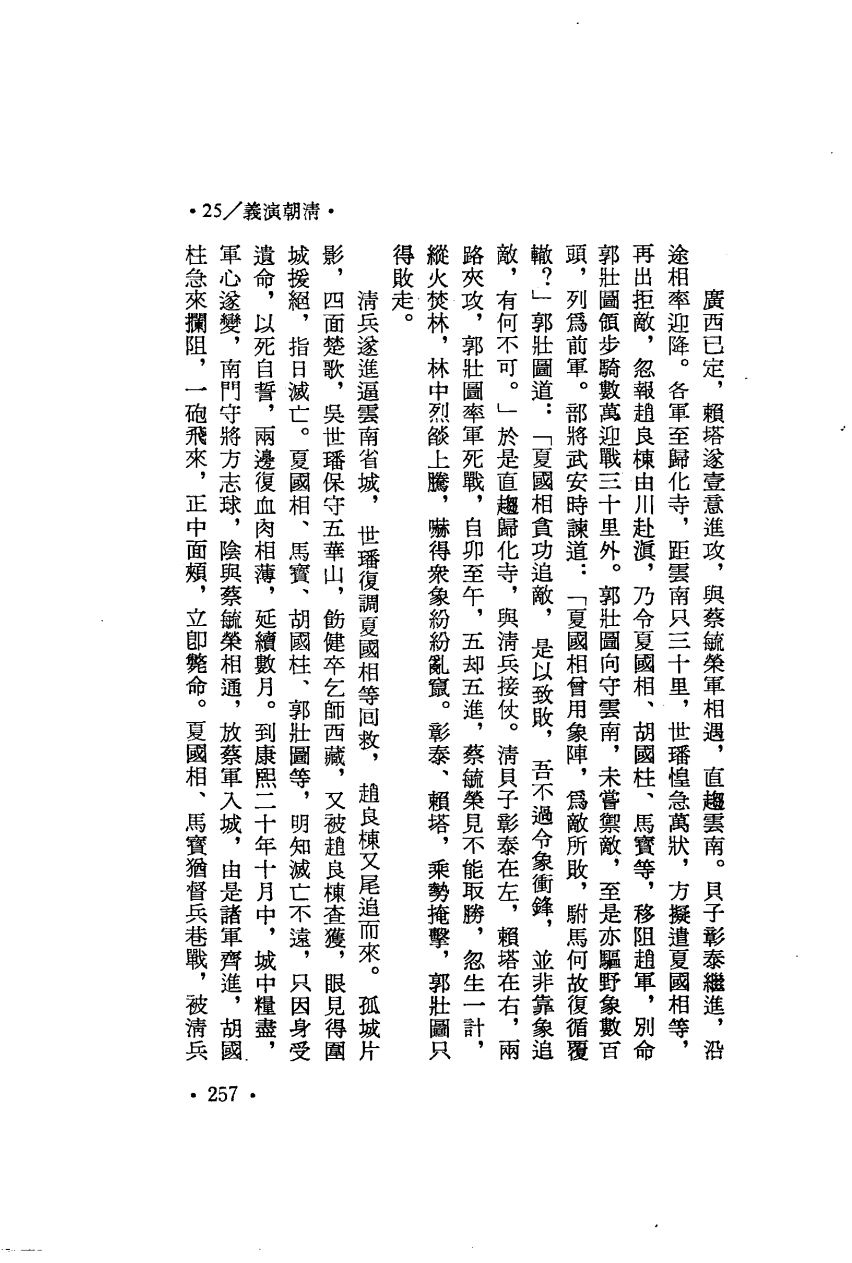 •25／義演朝清•
廣西已定，賴塔遂壹意進攻，與蔡毓榮軍相遇，直趨雲南。貝子彰泰繼進，沿
途相率迎降。各軍至歸化寺，距雲南只三十里，世璠惶急萬狀，方擬遣夏國相等，
再出拒敵，忽報趙良棟由川赴滇，乃令夏國相、胡國柱、馬寶等，移阻趙軍，別命
郭壯圖領步騎數萬迎戰三十里外。郭壯圖向守雲南，未嘗禦敵，至是亦驅野象數百
頭，列爲前軍。部將武安時諫道：「夏國相曾用象陣，爲敵所敗，駙馬何故復循覆
轍？」郭壯圖道：「夏國相貪功追敵，是以致敗，吾不過令象衝鋒，並非靠象追
敵，有何不可。」於是直趨歸化寺，與淸兵接仗。淸貝子彰泰在左，賴塔在右，兩
路夾攻，郭壯圖率軍死戰，自卯至午，五却五進，蔡毓榮見不能取勝，忽生一計，
縱火焚林，林中烈燄上騰，嚇得衆象紛紛亂竄。彰泰、賴塔，乘勢掩擊，郭壯圖只
得敗走。
淸兵遂進逼雲南省城，世璠復調夏國相等囘救，趙良棟又尾追而來。孤城片
影，四面楚歌，吳世璠保守五華山，飭健卒乞師西藏，又被趙良棟查獲，眼見得圍
城援絕，指日滅亡。夏國相、馬寶、胡國柱、郭壯圖等，明知滅亡不遠，只因身受
遺命，以死自誓，兩邊復血肉相薄，延續數月。到康熙二十年十月中，城中糧盡，
軍心遂變，南門守將方志球，陰與蔡毓榮相通，放蔡軍入城，由是諸軍齊進，胡國
柱急來攔阻，一砲飛來，正中面頰，立卽斃命。夏國相、馬寶猶督兵巷戰，被淸兵
•257•